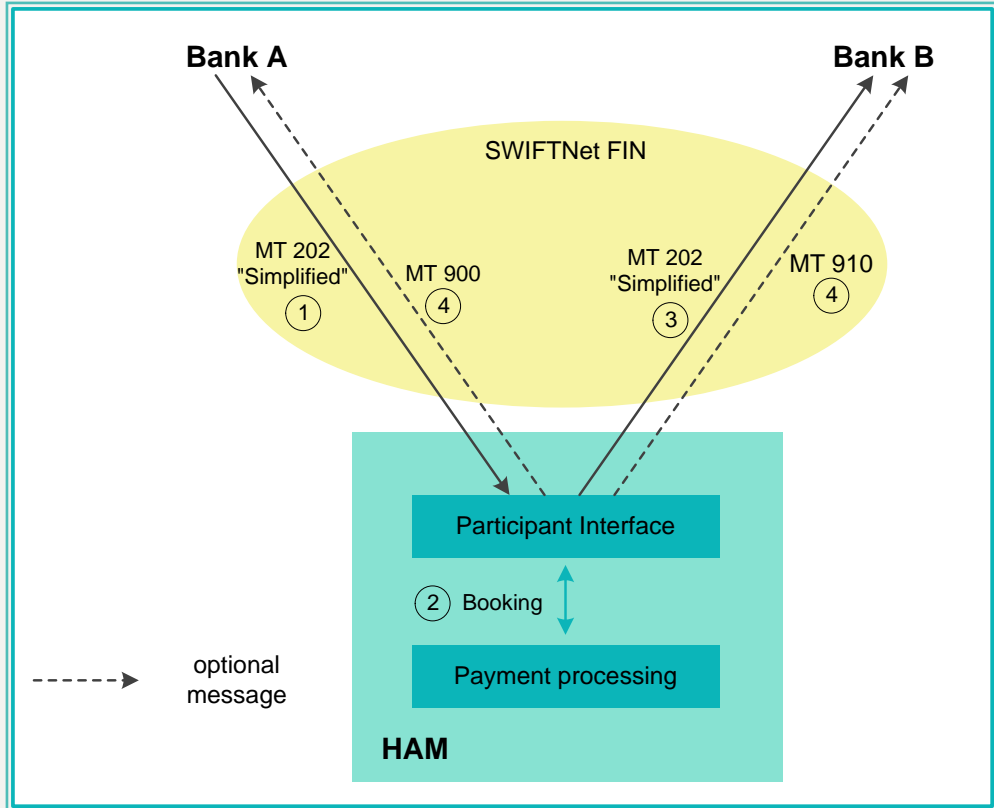 Bank A
Bank B
SWIFTNet FIN
MT 202
"Simplified"
1
MT 900
4
MT 202
"Simplified"
3
MT 910
4
Participant Interface
2 Booking
Payment processing
optional
message
HAM